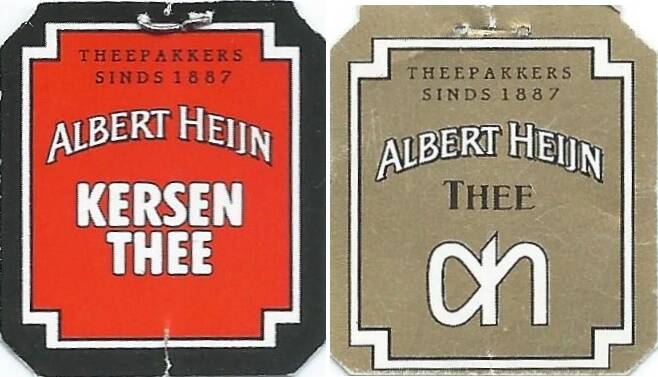 THEEPAKKERS
SINDS 1887
ALBERT HEIJN
KERSEN
THEE
THEEPAKKERS
SINDS 1887
ALBERT HEIJN
THEE
ah